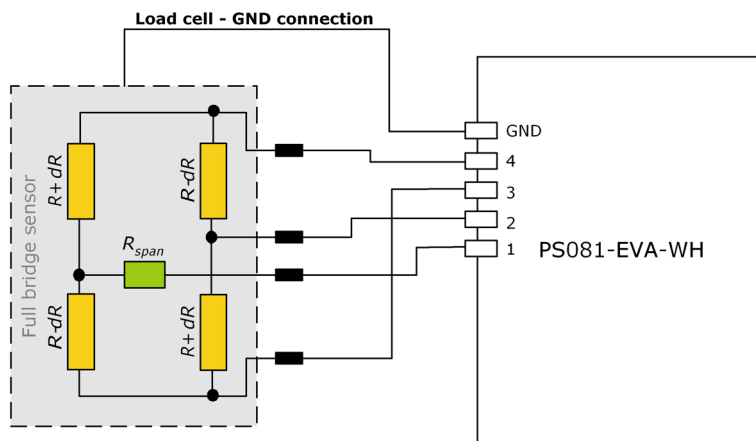 Load cell - GND connection
Full bridge sensor
R+dR
R-dR
Rspan
R-dR
R+dR
GND
4
3
2
1
PS081-EVA-WH